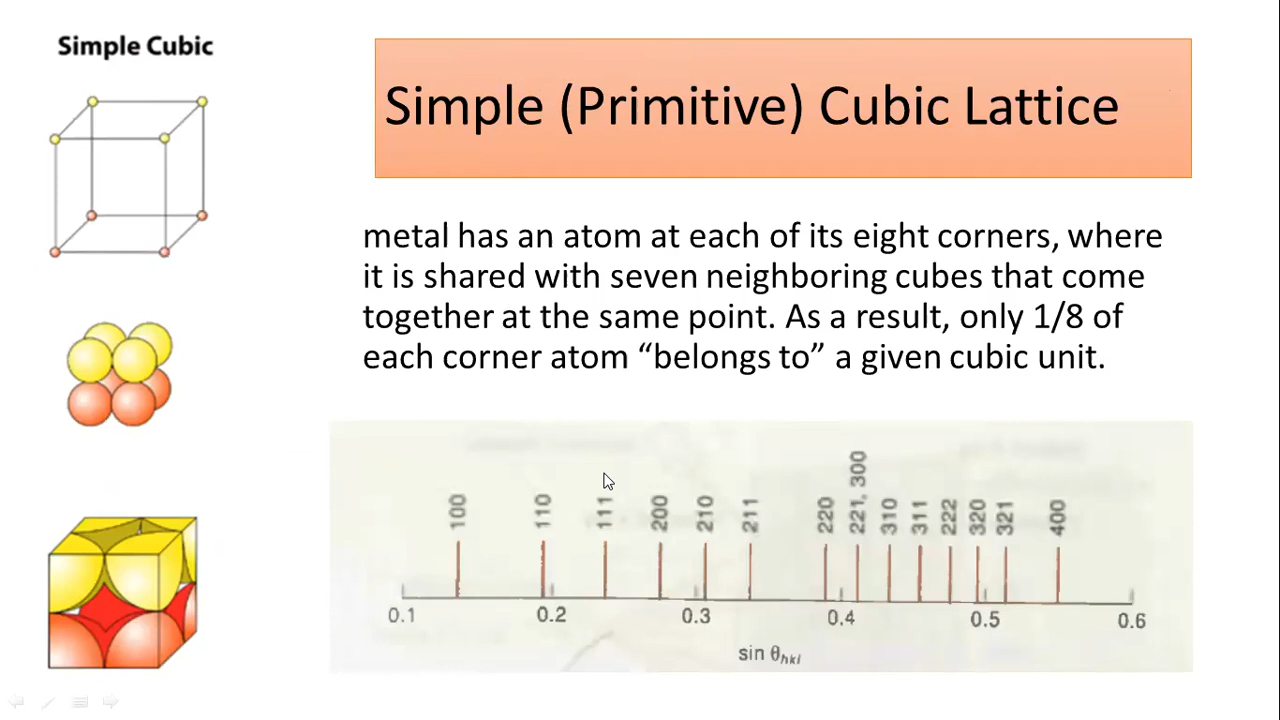 Simple Cubic
Simple (Primitive) Cubic Lattice
metal has an atom at each of its eight corners, where
it is shared with seven neighboring cubes that come
together at the same point. As a result, only 1/8 of
each corner atom “belongs to” a given cubic unit.
100
110
111
200
210
211
220
221, 300
310
311
222
320
321
400
0.1 0.2 0.3 0.4 0.5 0.6
sin θhkl